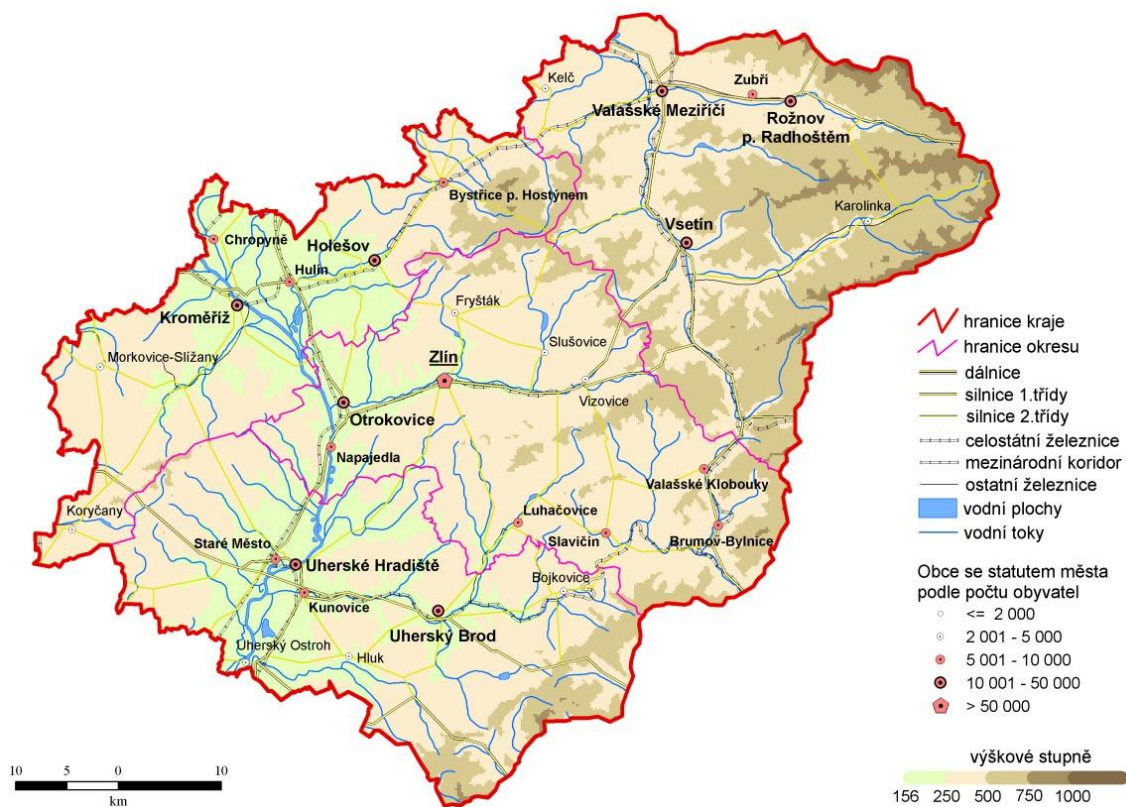 Kelč
Zubří
Valašské Meziříčí
Rožnov
p. Radhoštěm
Bystřice p. Hostýnem
Karolinka
Vsetín
Chropyně
Holešov
Hulín
Kroměříž
Fryšták
Slušovice
Morkovice-Slížany
Zlín
Vizovice
Otrokovice
Napajedla
Valašské Klobouky
Koryčany
Luhačovice
Slavičín
Brumov-Bylnice
Staré Město
Uherské Hradiště
Bojkovice
Kunovice
Uherský Brod
Uherský Ostroh
Hluk
hranice kraje
hranice okresu
dálnice
silnice 1.třídy
silnice 2.třídy
celostátní železnice
mezinárodní koridor
ostatní železnice
vodní plochy
vodní toky
Obce se statutem města
podle počtu obyvatel
<= 2 000
2 001 - 5 000
5 001 - 10 000
10 001 - 50 000
> 50 000
výškové stupně
156 250 500 750 1000
10 5 0 10
km